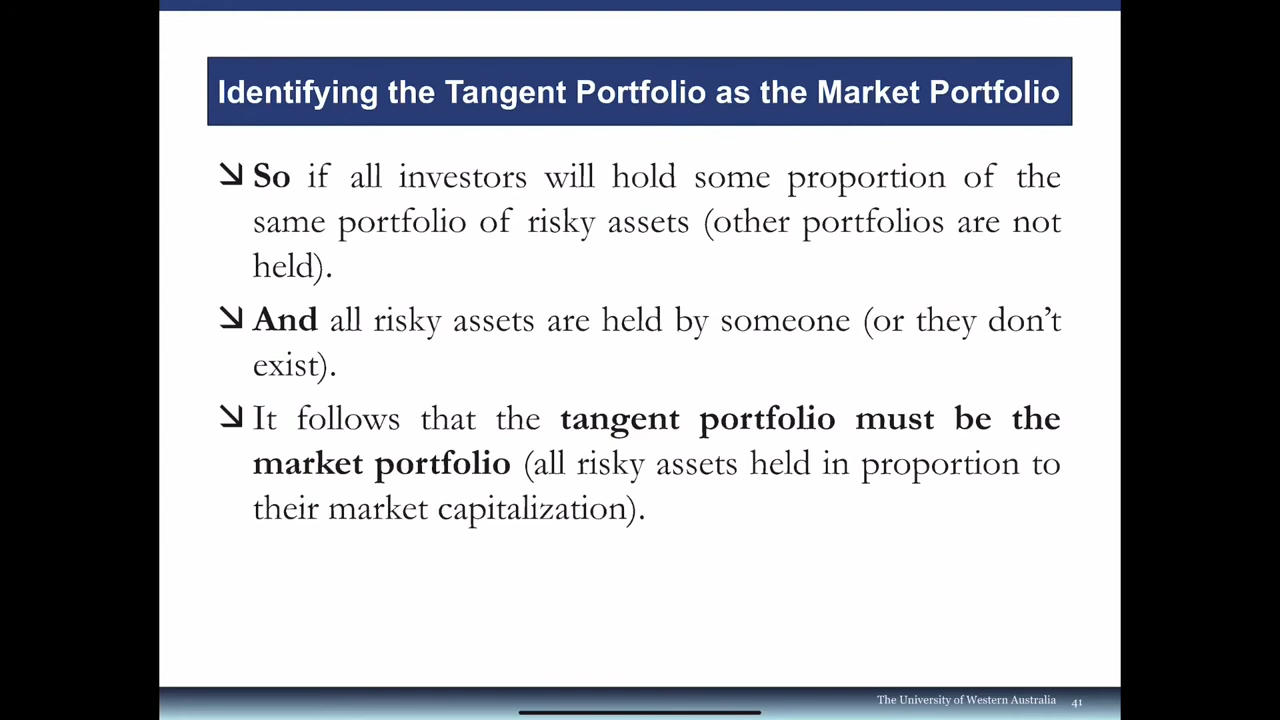 Identifying the Tangent Portfolio as the Market Portfolio
So if all investors will hold some proportion of the
same portfolio of risky assets (other portfolios are not
held).
And all risky assets are held by someone (or they don’t
exist).
It follows that the tangent portfolio must be the
market portfolio (all risky assets held in proportion to
their market capitalization).
The University of Western Australia 41